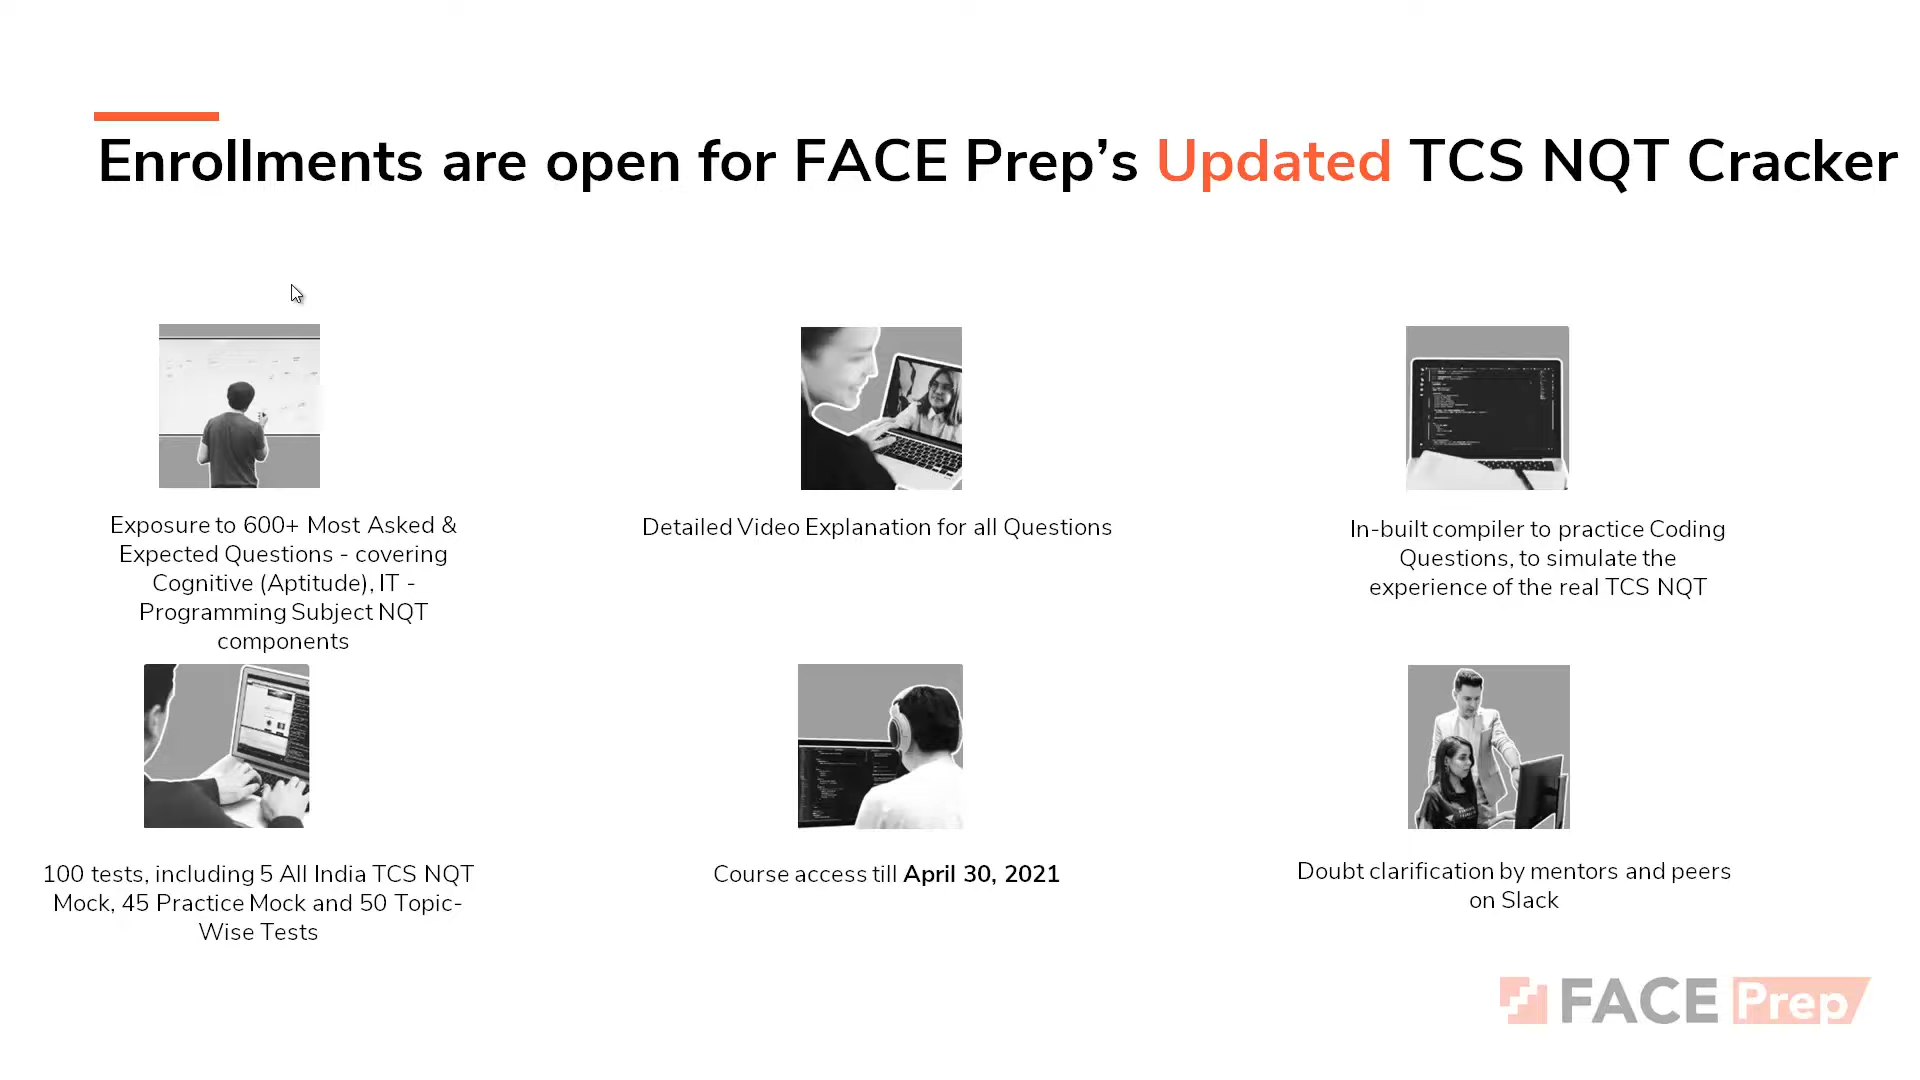 Enrollments are open for FACE Prep’s Updated TCS NQT Cracker
Exposure to 600+ Most Asked &
Expected Questions - covering
Cognitive (Aptitude), IT -
Programming Subject NQT
components
Detailed Video Explanation for all Questions
In-built compiler to practice Coding
Questions, to simulate the
experience of the real TCS NQT
100 tests, including 5 All India TCS NQT
Mock, 45 Practice Mock and 50 Topic-
Wise Tests
Course access till April 30, 2021
Doubt clarification by mentors and peers
on Slack
FACE Prep